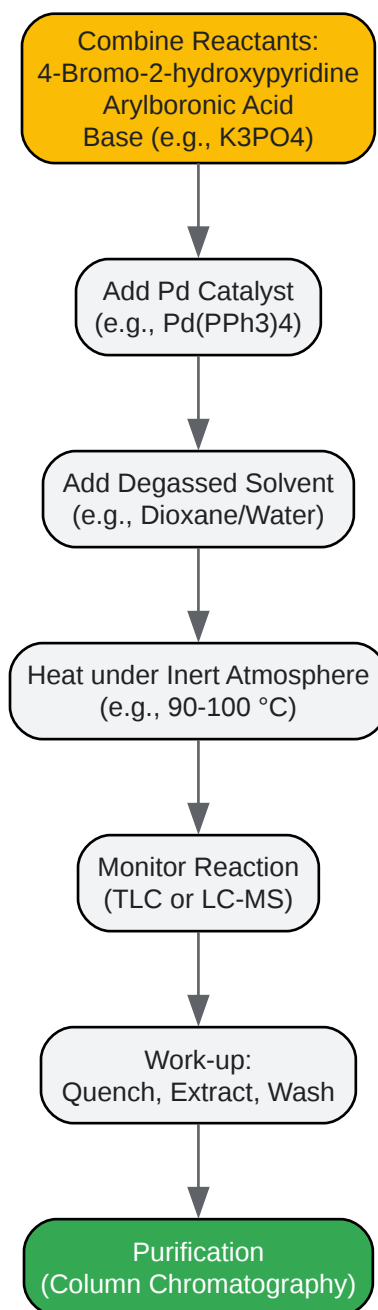 Combine Reactants:
4-Bromo-2-hydroxypyridine
Arylboronic Acid
Base (e.g., K3PO4)
Add Pd Catalyst
(e.g., Pd(PPh3)4)
Add Degassed Solvent
(e.g., Dioxane/Water)
Heat under Inert Atmosphere
(e.g., 90-100 °C)
Monitor Reaction
(TLC or LC-MS)
Work-up:
Quench, Extract, Wash
Purification
(Column Chromatography)